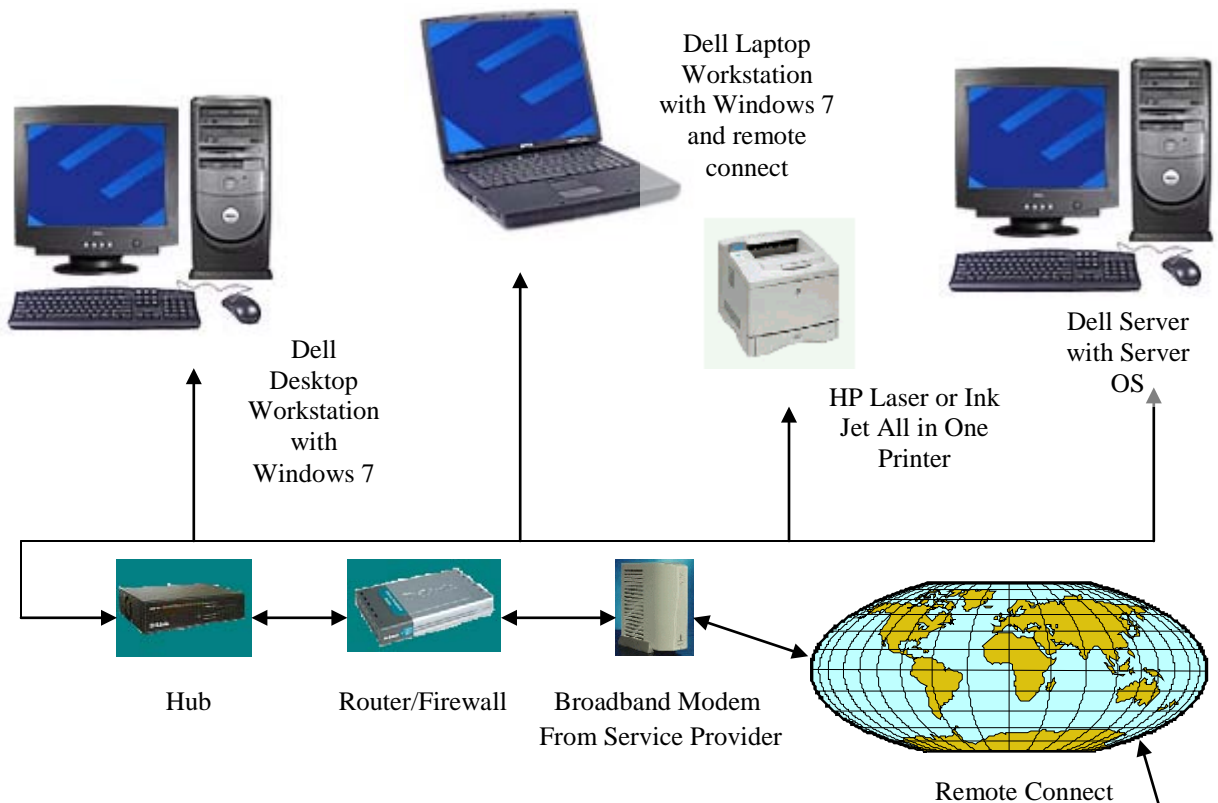 Dell Laptop
Workstation
with Windows 7
and remote
connect
Dell
Desktop
Workstation
with
Windows 7
HP Laser or Ink
Jet All in One
Printer
Dell Server
with Server
OS
Hub
Router/Firewall
Broadband Modem
From Service Provider
Remote Connect